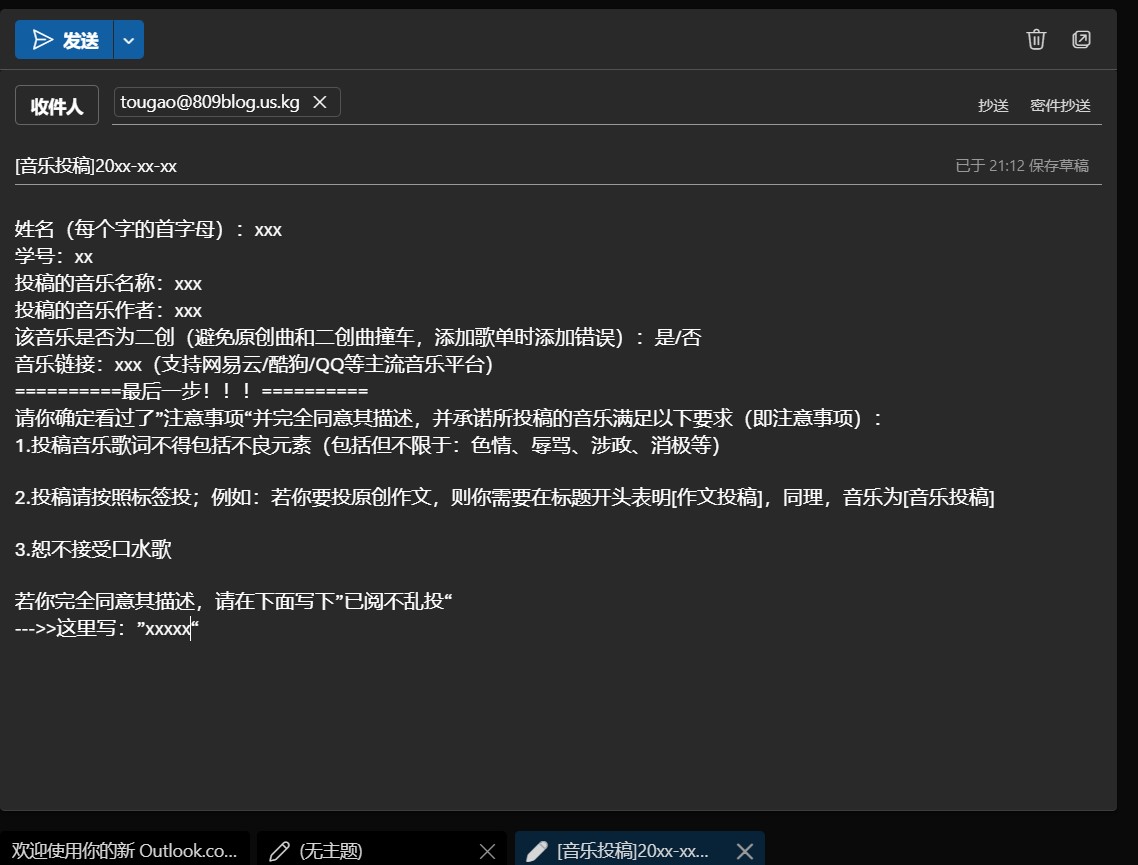 发送
收件人
tougao@809blog.us.kg
抄送 密件抄送
[音乐投稿]20xx-xx-xx
已于 21:12 保存草稿
姓名（每个字的首字母）：xxx
学号：xx
投稿的音乐名称：xxx
投稿的音乐作者：xxx
该音乐是否为二创（避免原创曲和二创曲撞车，添加歌单时添加错误）：是/否
音乐链接：xxx（支持网易云/酷狗/QQ等主流音乐平台）
==========最后一步！！！==========
请你确定看过了”注意事项“并完全同意其描述，并承诺所投稿的音乐满足以下要求（即注意事项）：
1.投稿音乐歌词不得包括不良元素（包括但不限于：色情、辱骂、涉政、消极等）
2.投稿请按照标签投；例如：若你要投原创作文，则你需要在标题开头表明[作文投稿]，同理，音乐为[音乐投稿]
3.恕不接受口水歌
若你完全同意其描述，请在下面写下”已阅不乱投“
--->>这里写：”xxxxx“
欢迎使用你的新 Outlook.co...
(无主题)
[音乐投稿]20xx-xx...